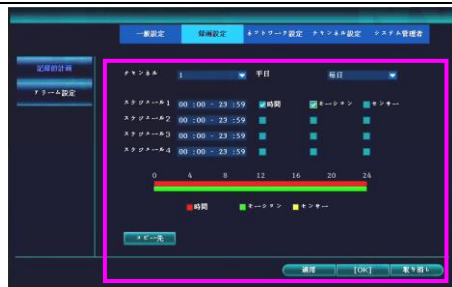 一般設定 録画設定 ネットワーク設定 チャンネル設定 システム管理者
記録的計画
アラーム設定
チャンネル 1 平日 毎日
スケジュール1 00 :00 - 23 :59 時間 モーション センサー
スケジュール2 00 :00 - 23 :59
スケジュール3 00 :00 - 23 :59
スケジュール4 00 :00 - 23 :59
0 4 8 12 16 20 24
時間 モーション センサー
コピー先
適用 [OK] 取り消し